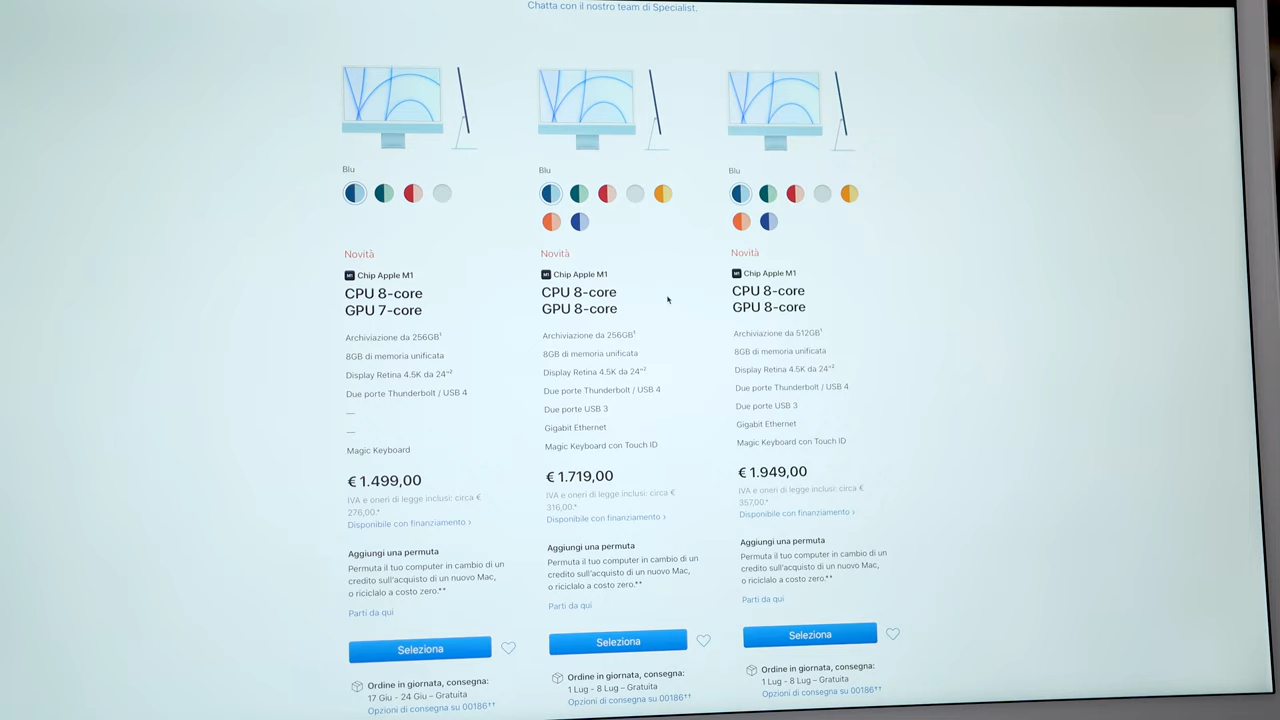 Chatta con il nostro team di Specialist.
Blu
Novità
Chip Apple M1
CPU 8-core
GPU 7-core
Archiviazione da 256GB¹
8GB di memoria unificata
Display Retina 4.5K da 24"²
Due porte Thunderbolt / USB 4
—
—
Magic Keyboard
€ 1.499,00
IVA e oneri di legge inclusi: circa €
276,00.*
Disponibile con finanziamento ›
Aggiungi una permuta
Permuta il tuo computer in cambio di un
credito sull'acquisto di un nuovo Mac,
o riciclalo a costo zero.**
Parti da qui
Seleziona
Ordine in giornata, consegna:
17 Giu - 24 Giu – Gratuita
Opzioni di consegna su 00186††
Blu
Novità
Chip Apple M1
CPU 8-core
GPU 8-core
Archiviazione da 256GB¹
8GB di memoria unificata
Display Retina 4.5K da 24"²
Due porte Thunderbolt / USB 4
Due porte USB 3
Gigabit Ethernet
Magic Keyboard con Touch ID
€ 1.719,00
IVA e oneri di legge inclusi: circa €
316,00.*
Disponibile con finanziamento ›
Aggiungi una permuta
Permuta il tuo computer in cambio di un
credito sull'acquisto di un nuovo Mac,
o riciclalo a costo zero.**
Parti da qui
Seleziona
Ordine in giornata, consegna:
1 Lug - 8 Lug – Gratuita
Opzioni di consegna su 00186††
Blu
Novità
Chip Apple M1
CPU 8-core
GPU 8-core
Archiviazione da 512GB¹
8GB di memoria unificata
Display Retina 4.5K da 24"²
Due porte Thunderbolt / USB 4
Due porte USB 3
Gigabit Ethernet
Magic Keyboard con Touch ID
€ 1.949,00
IVA e oneri di legge inclusi: circa €
357,00.*
Disponibile con finanziamento ›
Aggiungi una permuta
Permuta il tuo computer in cambio di un
credito sull'acquisto di un nuovo Mac,
o riciclalo a costo zero.**
Parti da qui
Seleziona
Ordine in giornata, consegna:
1 Lug - 8 Lug – Gratuita
Opzioni di consegna su 00186††